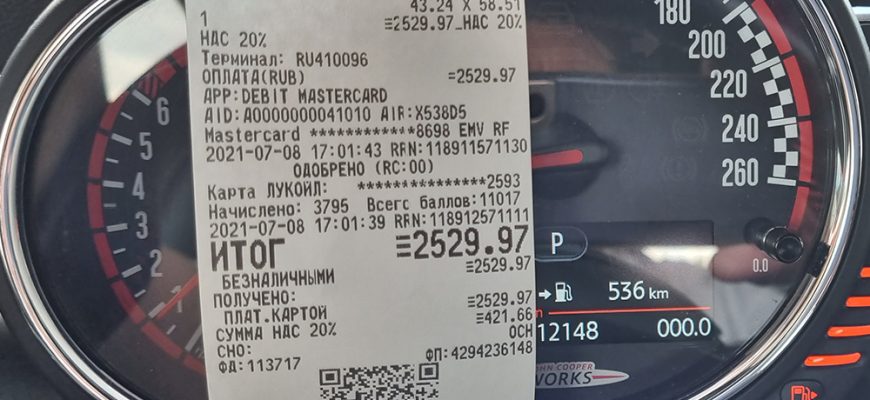 43.24 X 58.51
1
≡2529.97_НДС 20%
НДС 20%
Терминал: RU410096
ОПЛАТА(RUB) =2529.97
APP:DEBIT MASTERCARD
AID:A0000000041010 AIR:X538D5
Mastercard ************8698 EMV RF
2021-07-08 17:01:43 RRN:118911571130
ОДОБРЕНО (RC:00)
Карта ЛУКОЙЛ: ***************2593
Начислено: 3795 Всего баллов:11017
2021-07-08 17:01:39 RRN:118912571111
ИТОГ ≡2529.97
БЕЗНАЛИЧНЫМИ ≡2529.97
ПОЛУЧЕНО:
ПЛАТ.КАРТОЙ ≡2529.97
СУММА НДС 20% ≡421.66
СНО: ОСН
ФД:113717 ФП:4294236148
6
5
4
3
2
180
200
220
240
260
0.0
P
536 km
12148 000.0
JOHN COOPER
WORKS